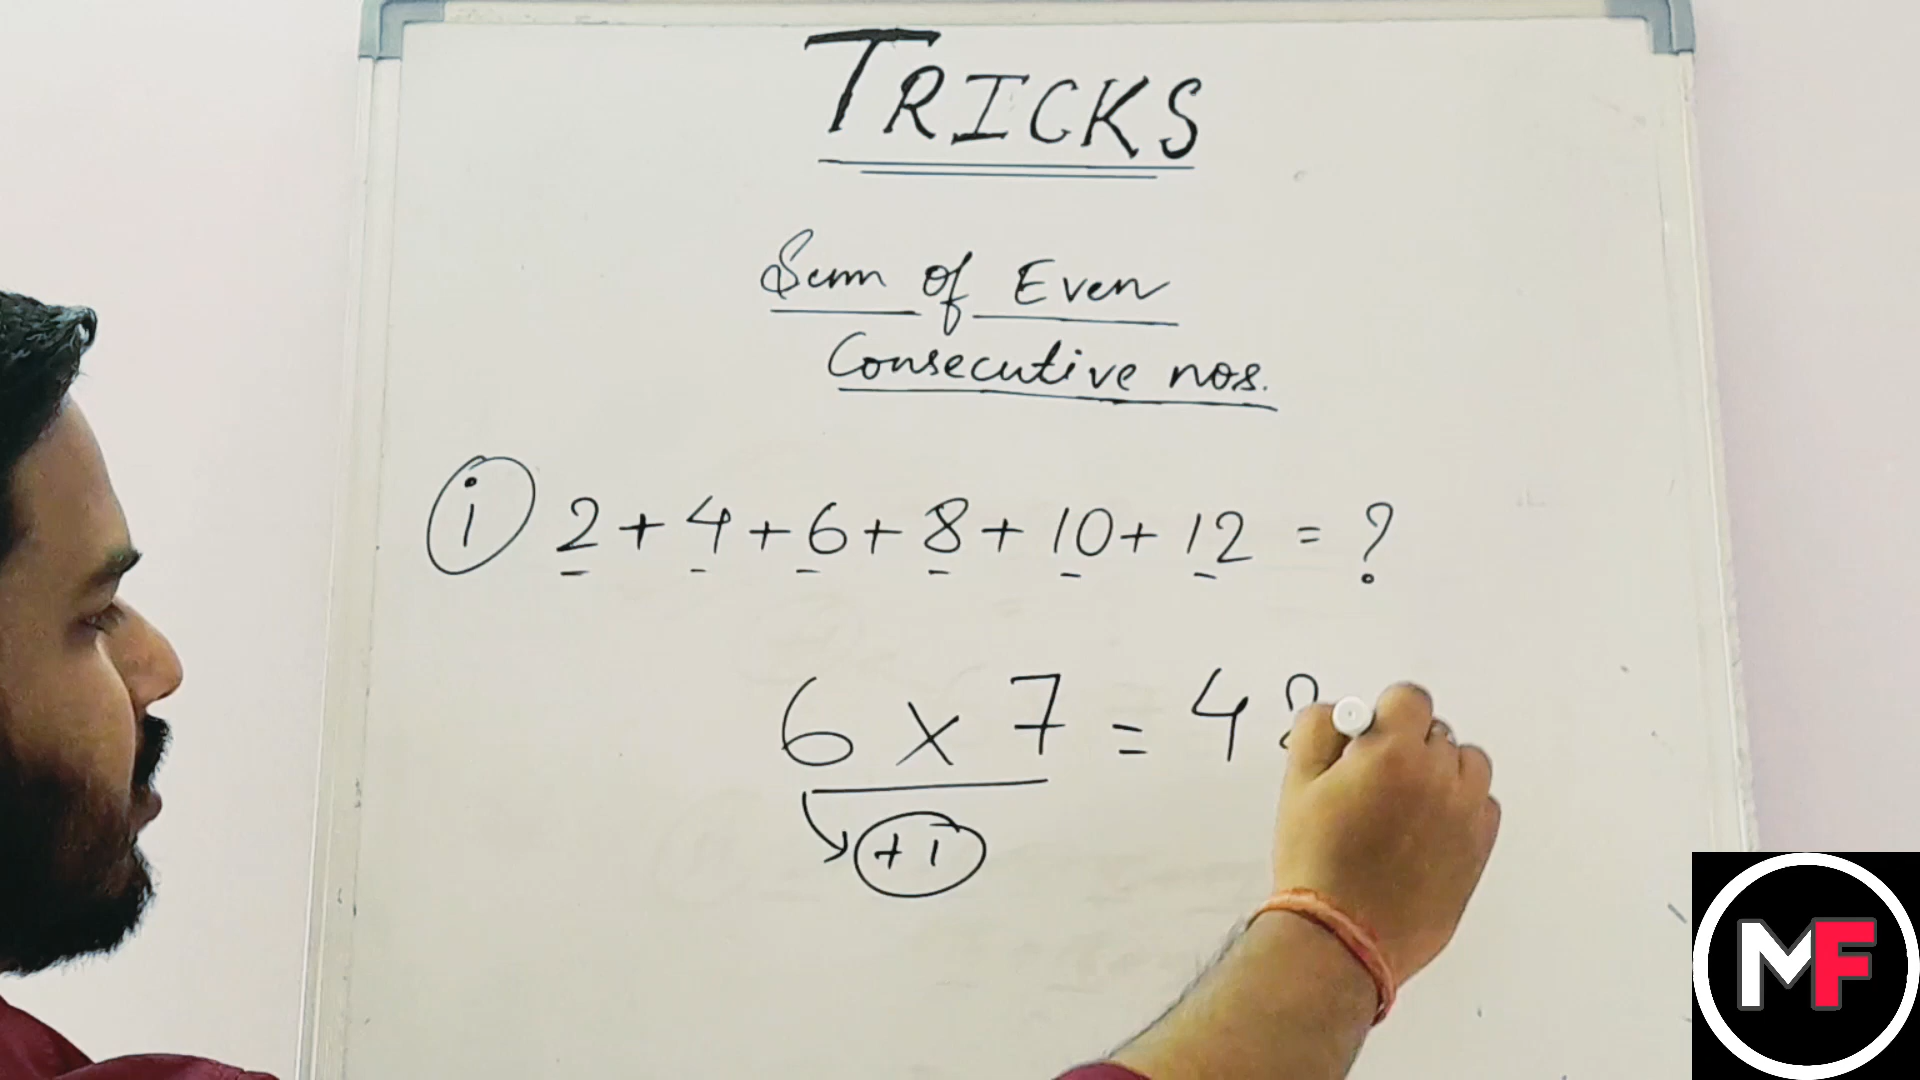 TRICKS
Sum of Even
Consecutive nos.
i 2 + 4 + 6 + 8 + 10 + 12 = ?
6 x 7 = 4
+1
MF